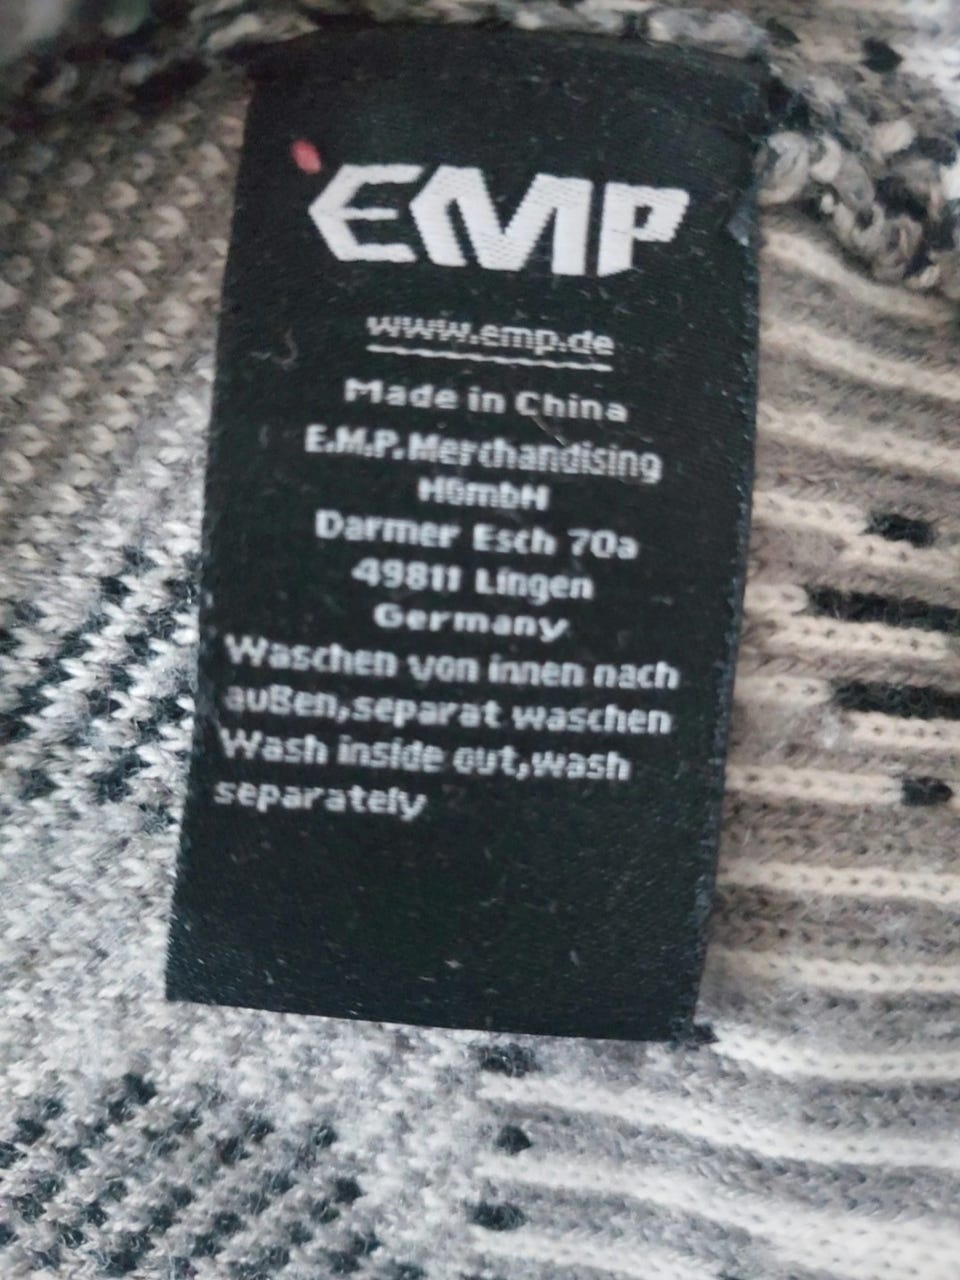 EMP
www.emp.de
Made in China
E.M.P. Merchandising
HGmbH
Darmer Esch 70a
49811 Lingen
Germany
Waschen von innen nach
außen,separat waschen
Wash inside out,wash
separately